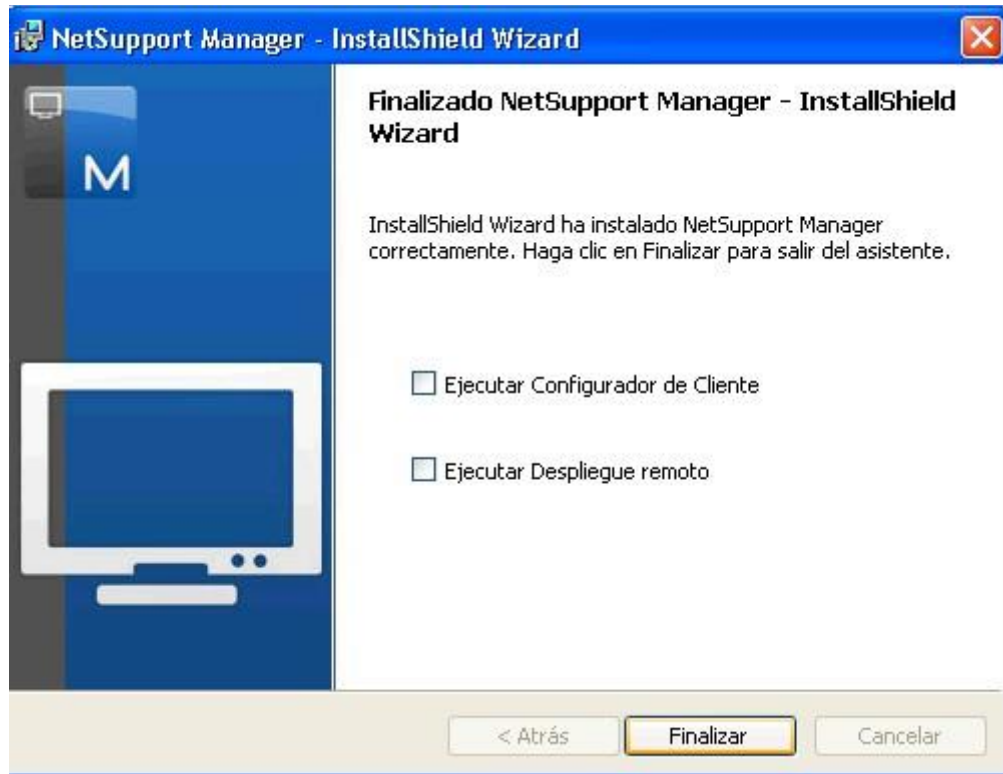 NetSupport Manager - InstallShield Wizard
M
Finalizado NetSupport Manager - InstallShield
Wizard
InstallShield Wizard ha instalado NetSupport Manager
correctamente. Haga clic en Finalizar para salir del asistente.
Ejecutar Configurador de Cliente
Ejecutar Despliegue remoto
< Atrás
Finalizar
Cancelar